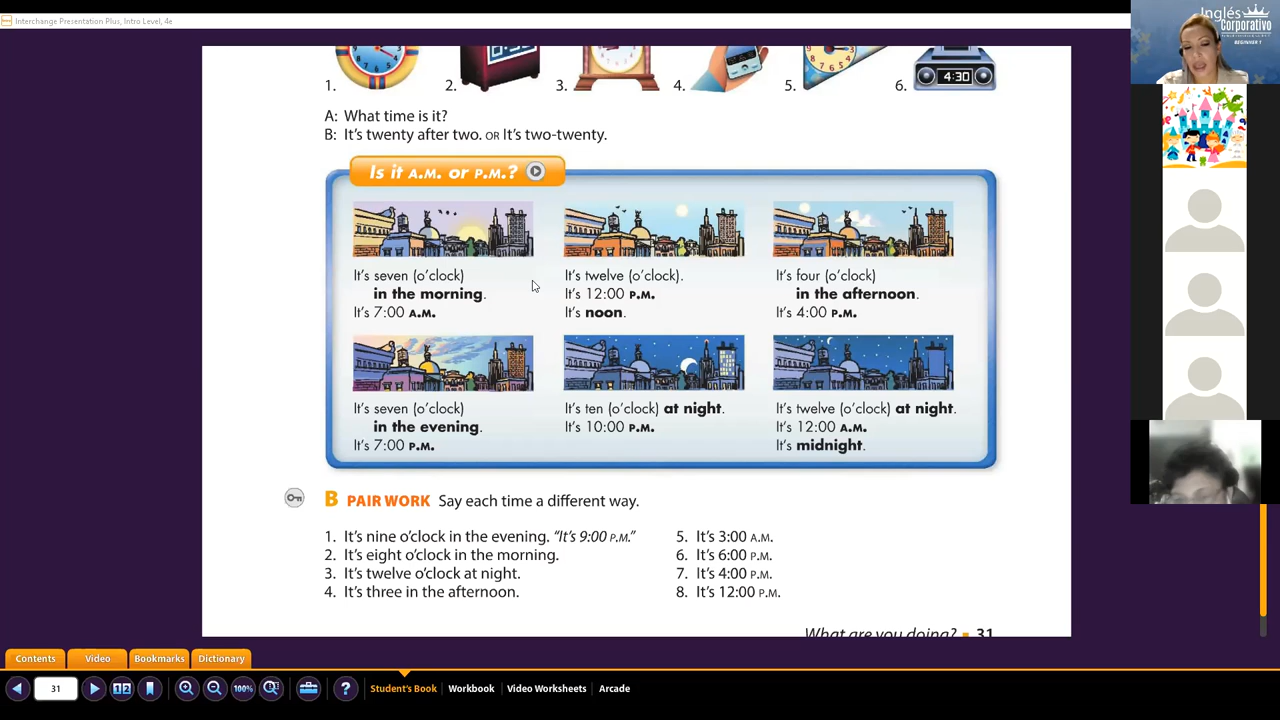 Interchange Presentation Plus, Intro Level, 4e
Inglés
Corporativo
BEGINNER 1
1.
2.
3.
4.
5.
6.
4:30
A: What time is it?
B: It's twenty after two. OR It's two-twenty.
Is it A.M. or P.M.?
It's seven (o'clock)
in the morning.
It's 7:00 A.M.
It's twelve (o'clock).
It's 12:00 P.M.
It's noon.
It's four (o'clock)
in the afternoon.
It's 4:00 P.M.
It's seven (o'clock)
in the evening.
It's 7:00 P.M.
It's ten (o'clock) at night.
It's 10:00 P.M.
It's twelve (o'clock) at night.
It's 12:00 A.M.
It's midnight.
B PAIR WORK Say each time a different way.
1. It's nine o'clock in the evening. "It's 9:00 P.M."
2. It's eight o'clock in the morning.
3. It's twelve o'clock at night.
4. It's three in the afternoon.
5. It's 3:00 A.M.
6. It's 6:00 P.M.
7. It's 4:00 P.M.
8. It's 12:00 P.M.
What are you doing? ▪ 31
Contents Video Bookmarks Dictionary
31 1 2 100% ? Student's Book Workbook Video Worksheets Arcade